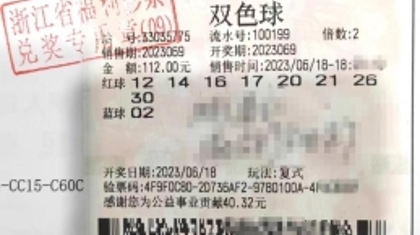 浙江省
兑奖专
(09)
双色球
号:33035775 流水号:100199 倍数:2
销售期:2023069 开奖期:2023069
金 额:112.00元 销售时间:2023/06/18-18:
红球 12 14 16 17 20 21 26
30
蓝球 02
开奖日期:2023/06/18 玩法:复式
-CC15-C60C
验票码:4F9F0C80-20736AF2-9780100A-4
感谢您为公益事业贡献40.32元